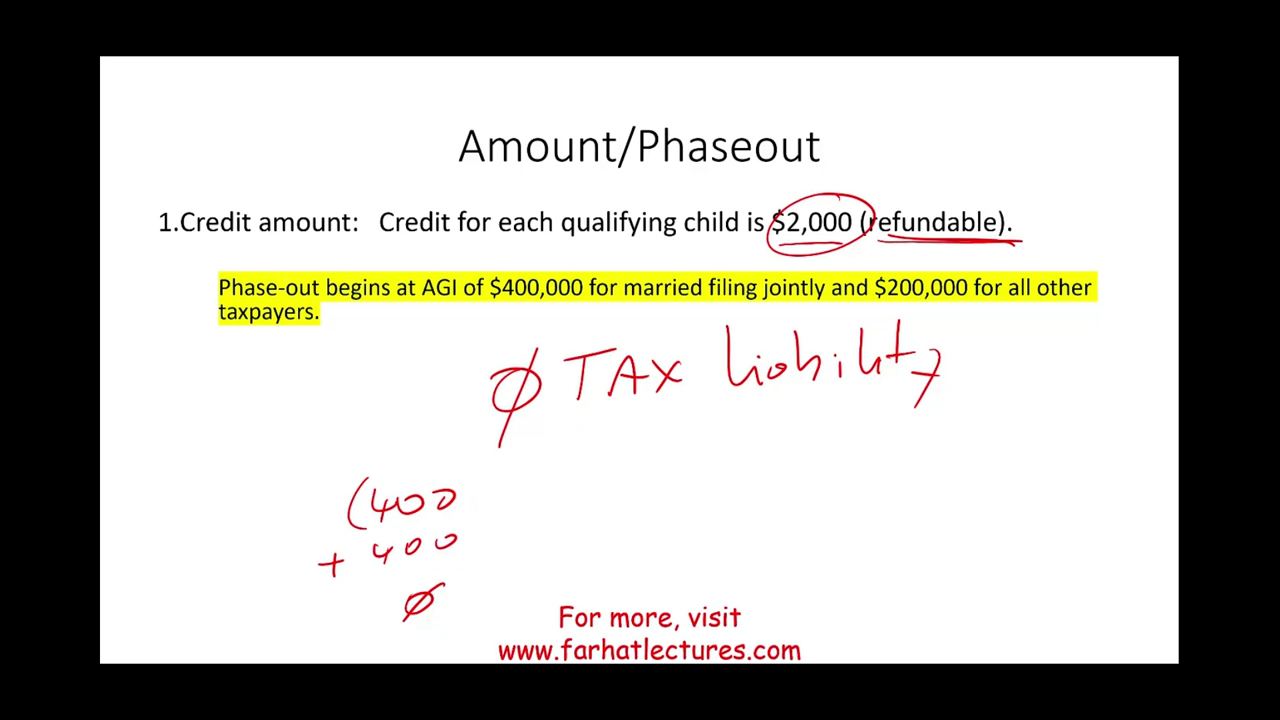 Amount/Phaseout
1.Credit amount: Credit for each qualifying child is $2,000 (refundable).
Phase-out begins at AGI of $400,000 for married filing jointly and $200,000 for all other
taxpayers.
∅ TAX liability
(400
+ 400
∅
For more, visit
www.farhatlectures.com